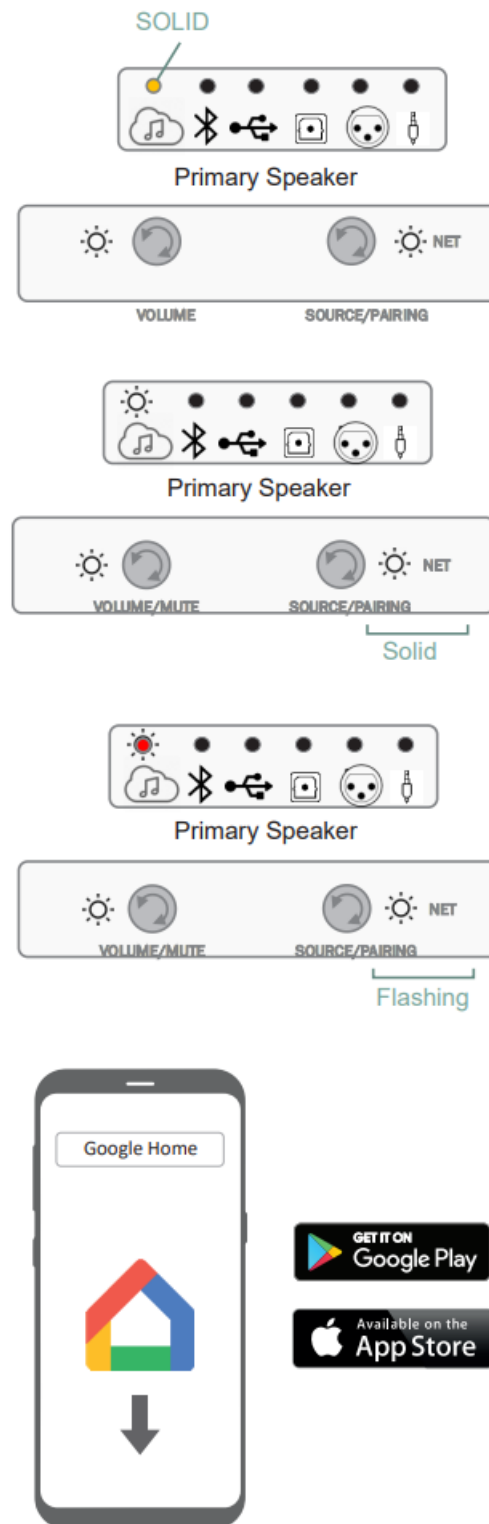 SOLID
Primary Speaker
NET
VOLUME SOURCE/PAIRING
Primary Speaker
NET
VOLUME/MUTE SOURCE/PAIRING
Solid
Primary Speaker
NET
VOLUME/MUTE SOURCE/PAIRING
Flashing
Google Home
GET IT ON
Google Play
Available on the
App Store